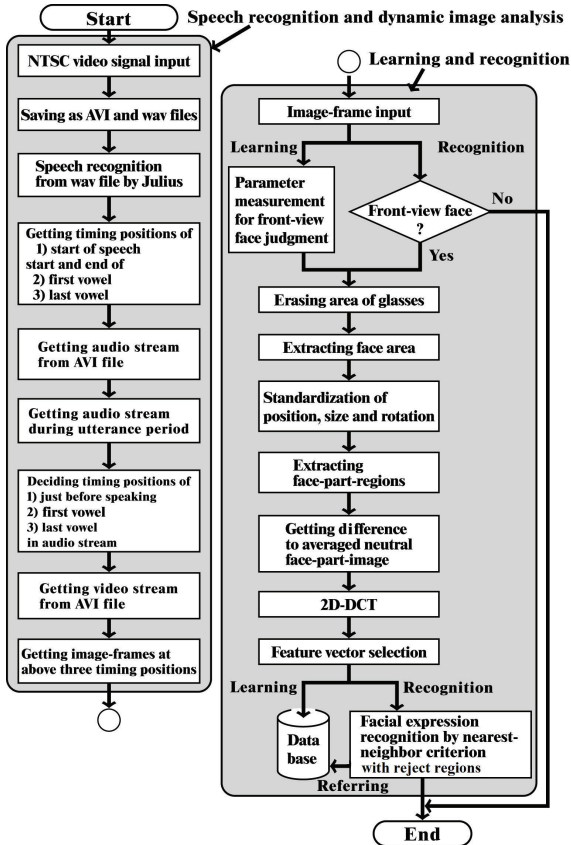 Start
Speech recognition and dynamic image analysis
NTSC video signal input
Saving as AVI and wav files
Speech recognition
from wav file by Julius
Getting timing positions of
1) start of speech
start and end of
2) first vowel
3) last vowel
Getting audio stream
from AVI file
Getting audio stream
during utterance period
Deciding timing positions of
1) just before speaking
2) first vowel
3) last vowel
in audio stream
Getting video stream
from AVI file
Getting image-frames at
above three timing positions
Learning and recognition
Image-frame input
Learning
Recognition
Parameter
measurement
for front-view
face judgment
Front-view face
?
No
Yes
Erasing area of glasses
Extracting face area
Standardization of
position, size and rotation
Extracting
face-part-regions
Getting difference
to averaged neutral
face-part-image
2D-DCT
Feature vector selection
Learning
Recognition
Data
base
Facial expression
recognition by nearest-
neighbor criterion
with reject regions
Referring
End